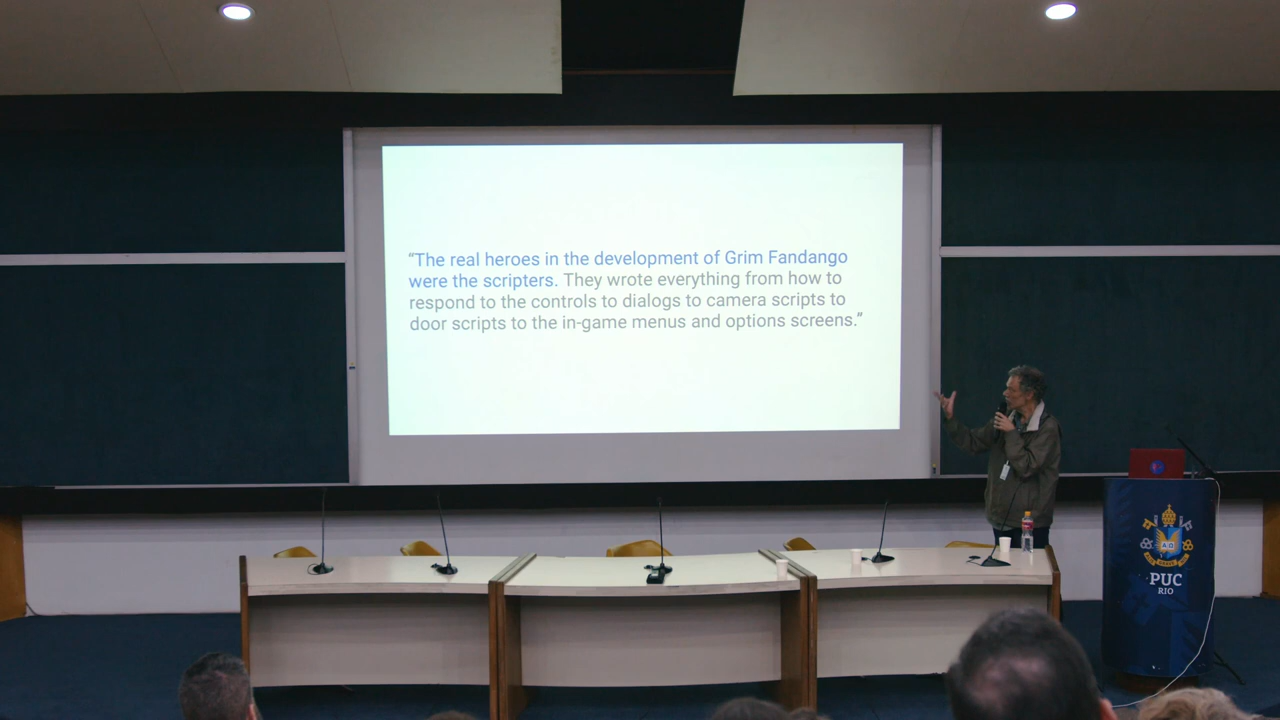 “The real heroes in the development of Grim Fandango
were the scripters. They wrote everything from how to
respond to the controls to dialogs to camera scripts to
door scripts to the in-game menus and options screens.”
PUC
RIO